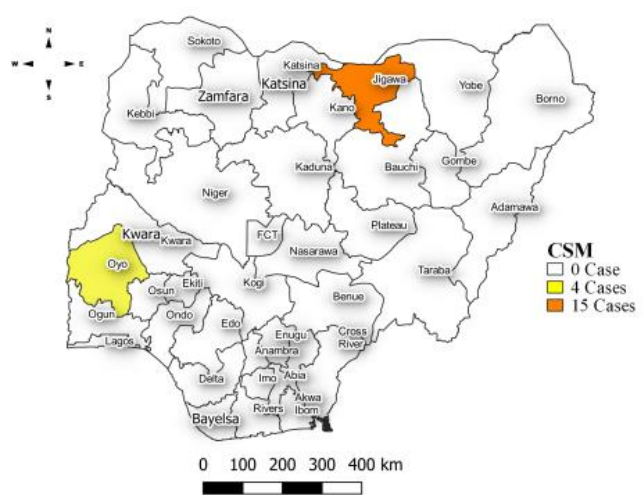 N
W E
S
Sokoto
Katsina
Jigawa
Katsina
Yobe
Zamfara
Borno
Kebbi
Kano
Gombe
Bauchi
Kaduna
Niger
Adamawa
Plateau
Kwara
Kwara
FCT
Nasarawa
CSM
Oyo
Taraba
0 Case
Ekiti
Kogi
4 Cases
Osun
Benue
15 Cases
Ogun
Ondo
Edo
Cross
River
Enugu
Lagos
Anambra
Delta
Imo
Abia
Akwa
Ibom
Rivers
Bayelsa
0 100 200 300 400 km